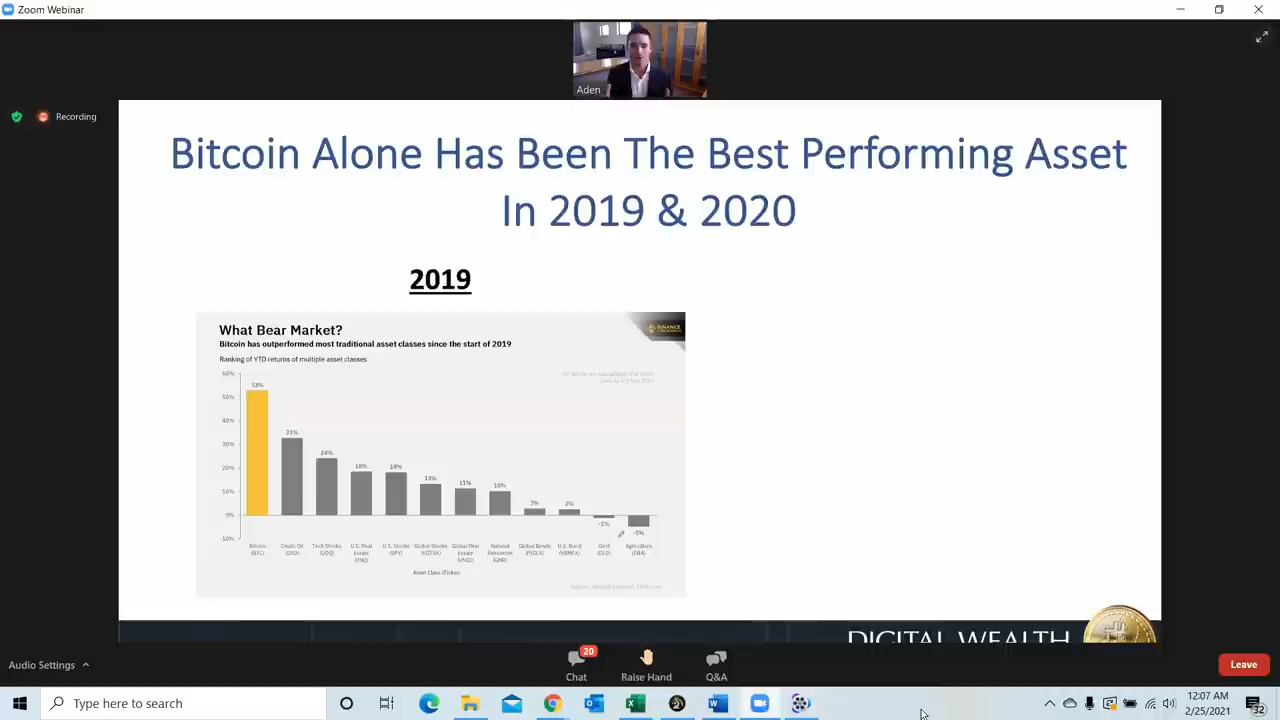 Zoom Webinar
Aden
Recording
Bitcoin Alone Has Been The Best Performing Asset
In 2019 & 2020
2019
What Bear Market?
BINANCE
Bitcoin has outperformed most traditional asset classes since the start of 2019
Ranking of YTD returns of multiple asset classes
60%
53%
50%
40%
33%
30%
24%
20%
18%
18%
13%
11%
10%
10%
3%
2%
0%
-1%
-5%
-10%
Bitcoin (BTC)
Crude Oil (USO)
Tech Stocks (QQQ)
U.S. Real Estate (VNQ)
U.S. Stocks (SPY)
Global Stocks (VGTSX)
Global Real Estate (VNQI)
Natural Resources (GNR)
Global Bonds
U.S. Bond (VBMFX)
Gold (GLD)
Agriculture (DBA)
Asset Class (Ticker)
DIGITAL WEALTH
Audio Settings
20
Chat
Raise Hand
Q&A
Leave
Type here to search
12:07 AM
2/25/2021
32